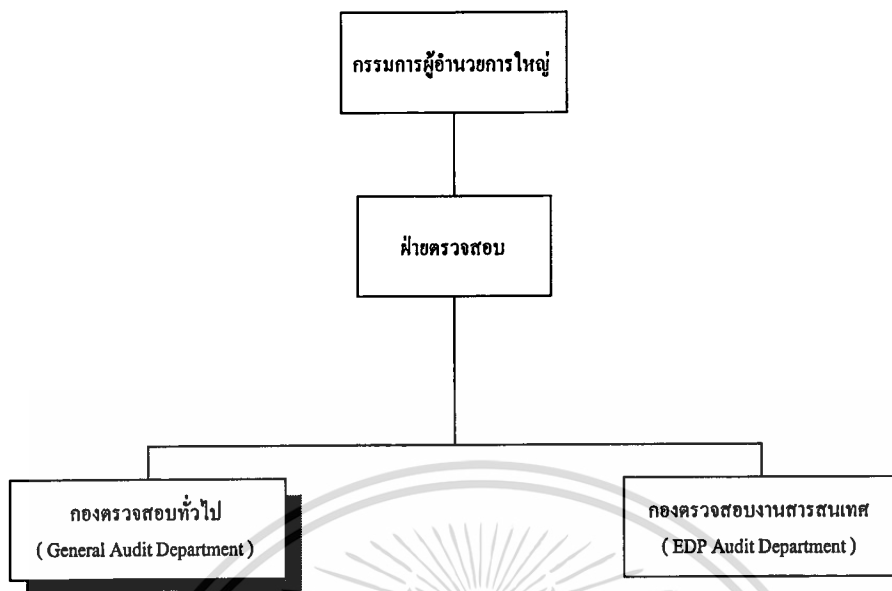 กรรมการผู้อำนวยการใหญ่
ฝ่ายตรวจสอบ
กองตรวจสอบทั่วไป
( General Audit Department )
กองตรวจสอบงานสารสนเทศ
( EDP Audit Department )